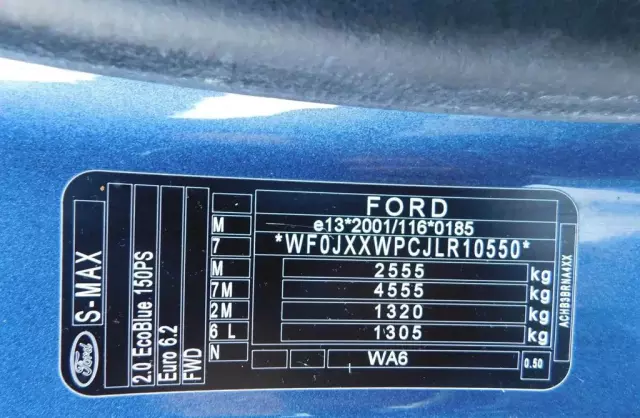 FORD
e13*2001/116*0185
*WF0JXXWPCJLR10550*
2555 kg
4555 kg
1320 kg
1305 kg
WA6
0.50
M
7
M
7M
2M
6 L
N
Ford
S-MAX
2.0 EcoBlue 150PS
Euro 6.2
FWD
ACHB3BRNA4XX